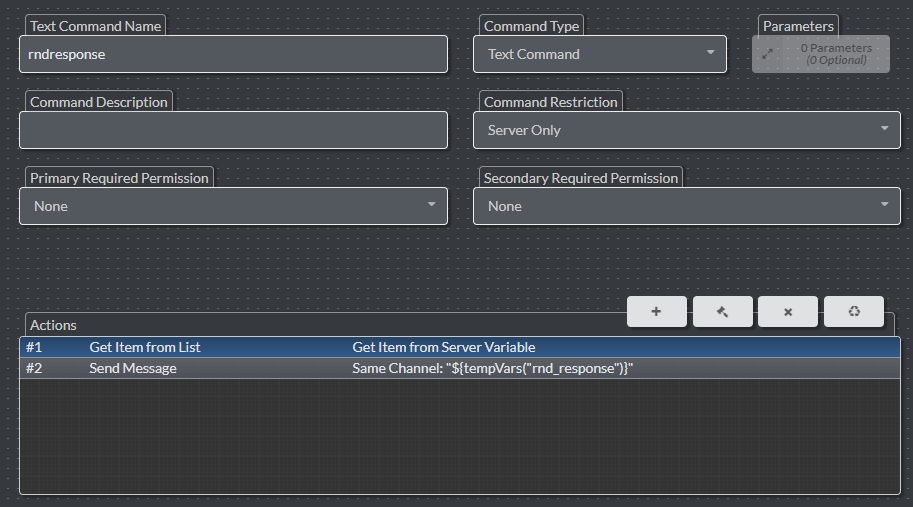 Text Command Name
Command Type
Parameters
rndresponse
Text Command
0 Parameters
(0 Optional)
Command Description
Command Restriction
Server Only
Primary Required Permission
Secondary Required Permission
None
None
Actions
#1 Get Item from List Get Item from Server Variable
#2 Send Message Same Channel: "${tempVars("rnd_response")}"